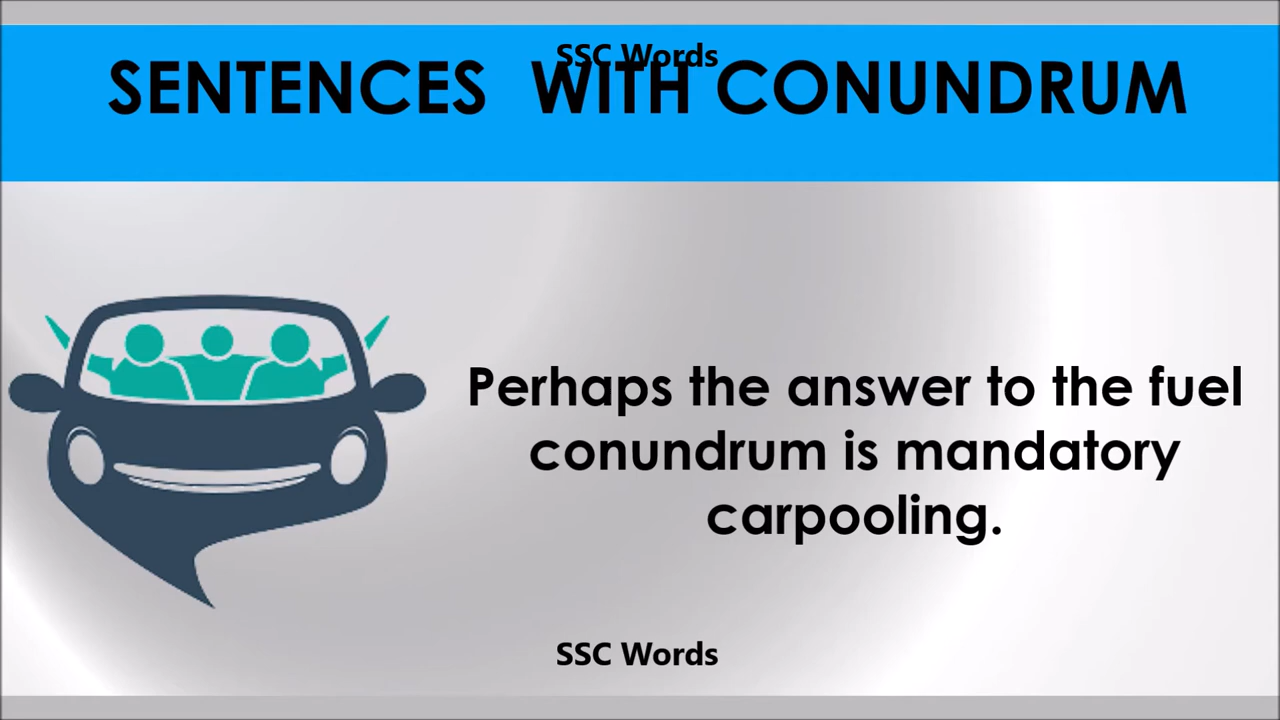 SSC Words
SENTENCES WITH CONUNDRUM
Perhaps the answer to the fuel
conundrum is mandatory
carpooling.
SSC Words